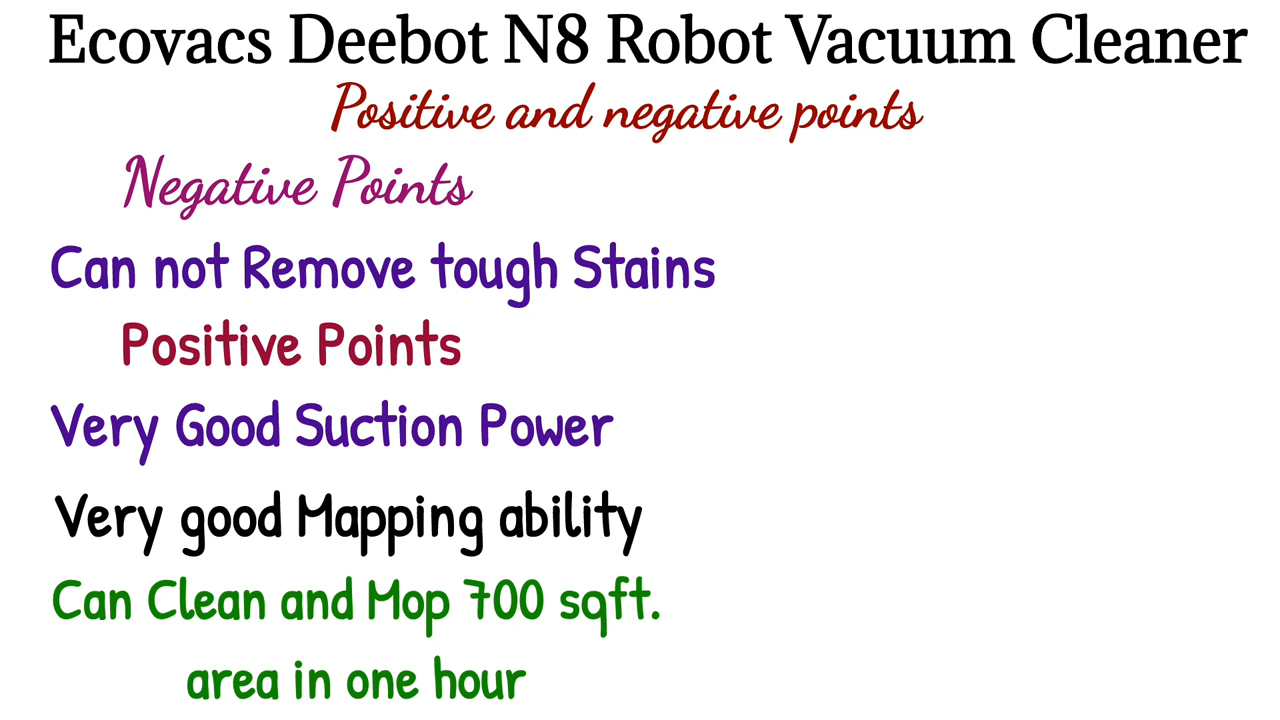 Ecovacs Deebot N8 Robot Vacuum Cleaner
Positive and negative points
Negative Points
Can not Remove tough Stains
Positive Points
Very Good Suction Power
Very good Mapping ability
Can Clean and Mop 700 sqft.
area in one hour